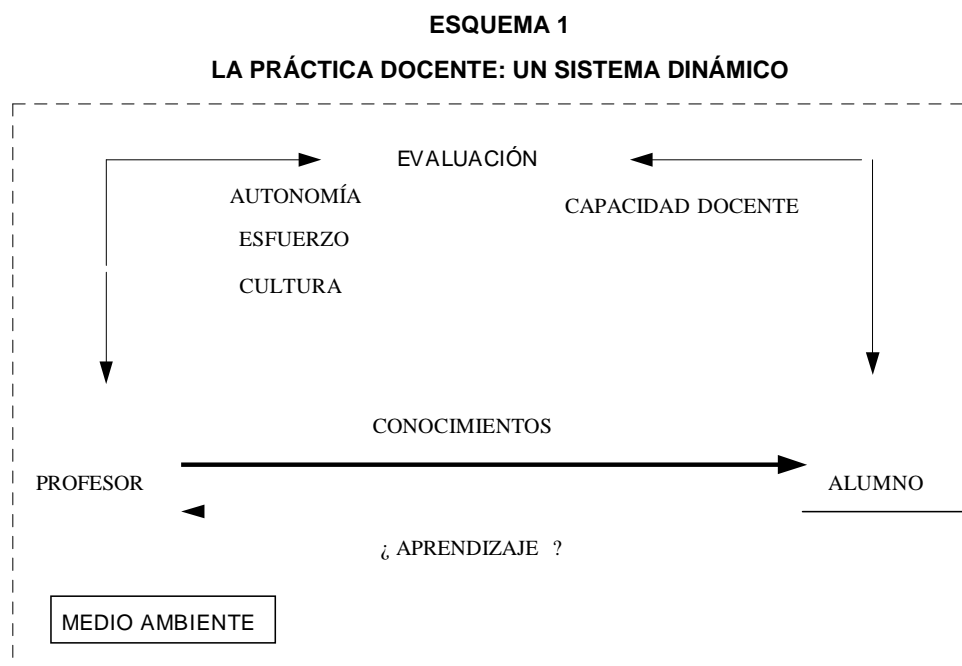 ESQUEMA 1
LA PRÁCTICA DOCENTE: UN SISTEMA DINÁMICO
EVALUACIÓN
AUTONOMÍA
CAPACIDAD DOCENTE
ESFUERZO
CULTURA
CONOCIMIENTOS
PROFESOR
ALUMNO
¿ APRENDIZAJE ?
MEDIO AMBIENTE